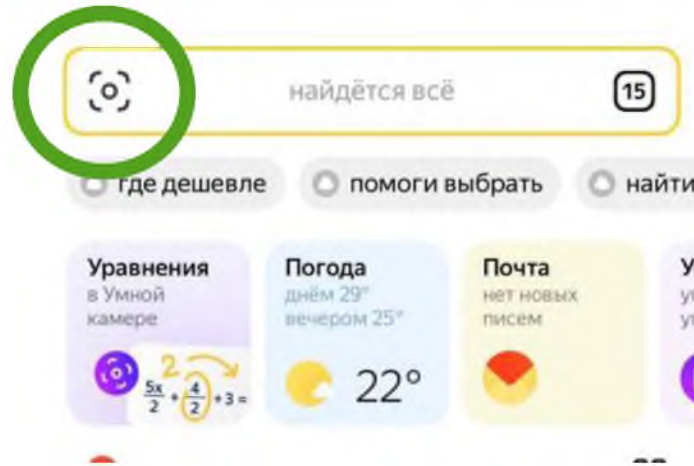 найдётся всё
15
где дешевле
помоги выбрать
найти
Уравнения
в Умной
камере
2
5x/2 + 4/2 + 3 =
Погода
днём 29°
вечером 25°
22°
Почта
нет новых
писем